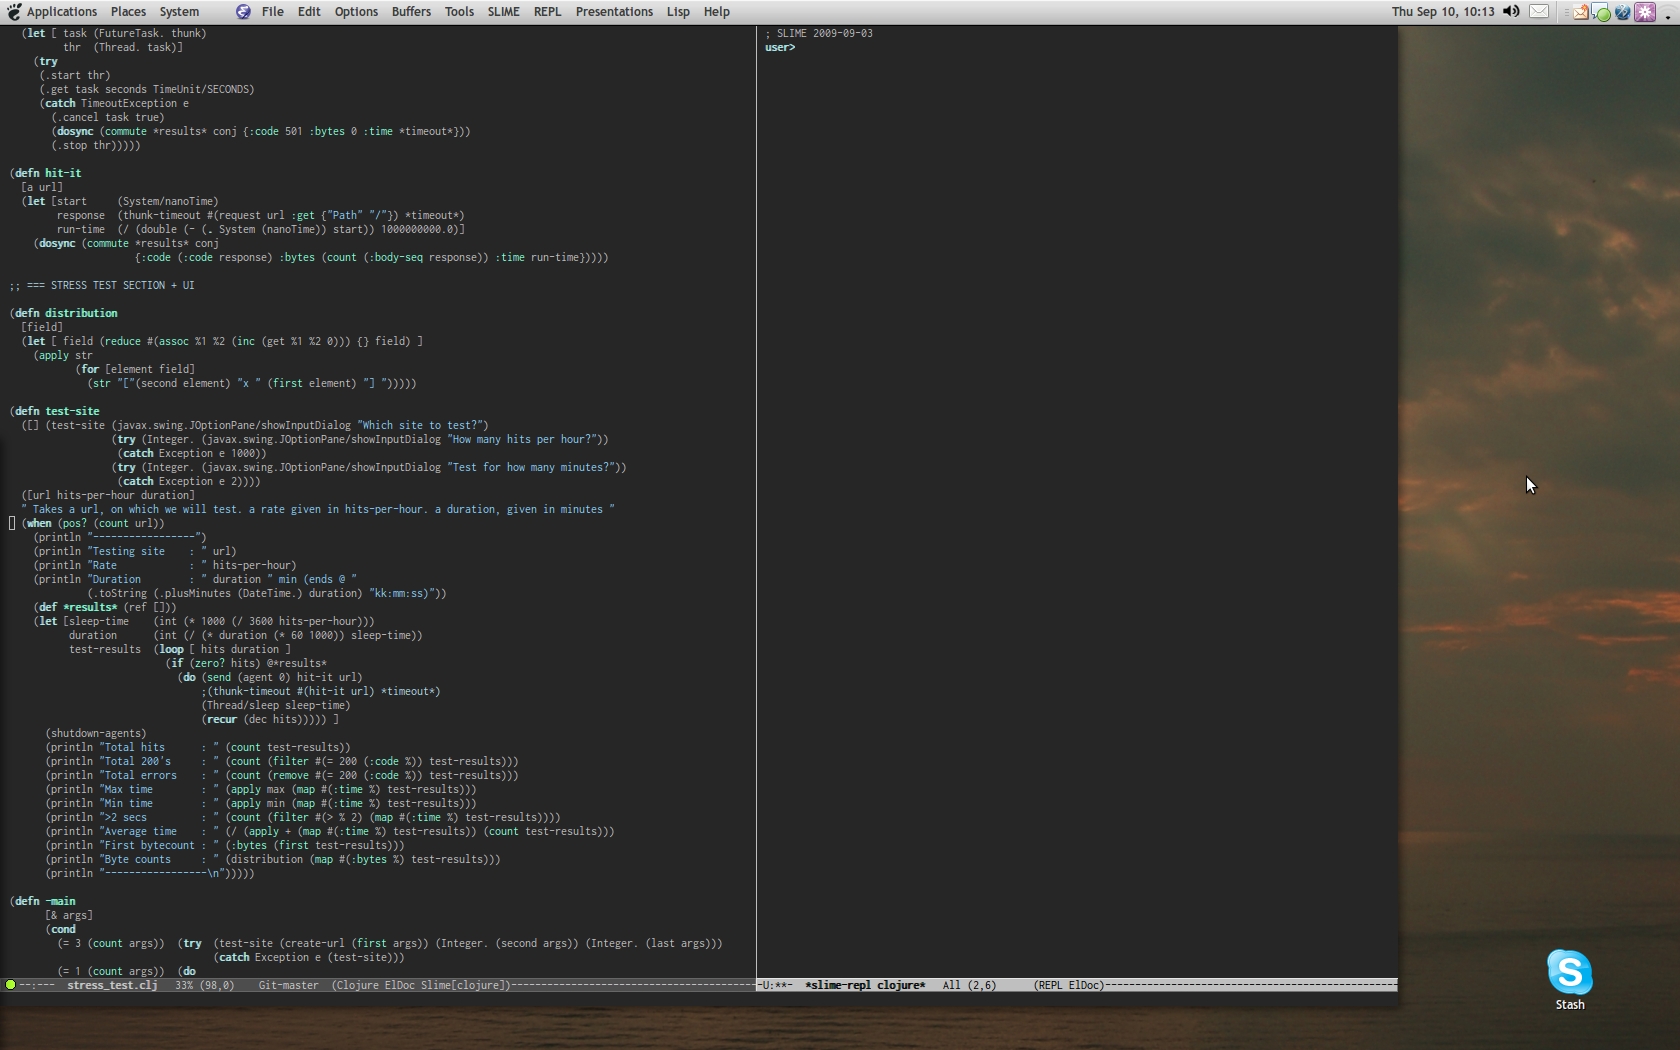 Applications Places System File Edit Options Buffers Tools SLIME REPL Presentations Lisp Help Thu Sep 10, 10:13
(let [ task (FutureTask. thunk)
thr (Thread. task)]
(try
(.start thr)
(.get task seconds TimeUnit/SECONDS)
(catch TimeoutException e
(.cancel task true)
(dosync (commute *results* conj {:code 501 :bytes 0 :time *timeout*}))
(.stop thr)))))
(defn hit-it
[a url]
(let [start (System/nanoTime)
response (thunk-timeout #(request url :get {"Path" "/"}) *timeout*)
run-time (/ (double (- (. System (nanoTime)) start)) 1000000000.0)]
(dosync (commute *results* conj
{:code (:code response) :bytes (count (:body-seq response)) :time run-time}))))
;; === STRESS TEST SECTION + UI
(defn distribution
[field]
(let [ field (reduce #(assoc %1 %2 (inc (get %1 %2 0))) {} field) ]
(apply str
(for [element field]
(str "["(second element) "x " (first element) "] ")))))
(defn test-site
([] (test-site (javax.swing.JOptionPane/showInputDialog "Which site to test?")
(try (Integer. (javax.swing.JOptionPane/showInputDialog "How many hits per hour?"))
(catch Exception e 1000))
(try (Integer. (javax.swing.JOptionPane/showInputDialog "Test for how many minutes?"))
(catch Exception e 2))))
([url hits-per-hour duration]
" Takes a url, on which we will test. a rate given in hits-per-hour. a duration, given in minutes "
(when (pos? (count url))
(println "-----------------")
(println "Testing site : " url)
(println "Rate : " hits-per-hour)
(println "Duration : " duration " min (ends @ "
(.toString (.plusMinutes (DateTime.) duration) "kk:mm:ss)"))
(def *results* (ref []))
(let [sleep-time (int (* 1000 (/ 3600 hits-per-hour)))
duration (int (/ (* duration (* 60 1000)) sleep-time))
test-results (loop [ hits duration ]
(if (zero? hits) @*results*
(do (send (agent 0) hit-it url)
;(thunk-timeout #(hit-it url) *timeout*)
(Thread/sleep sleep-time)
(recur (dec hits))))) ]
(shutdown-agents)
(println "Total hits : " (count test-results))
(println "Total 200's : " (count (filter #(= 200 (:code %)) test-results)))
(println "Total errors : " (count (remove #(= 200 (:code %)) test-results)))
(println "Max time : " (apply max (map #(:time %) test-results)))
(println "Min time : " (apply min (map #(:time %) test-results)))
(println ">2 secs : " (count (filter #(> % 2) (map #(:time %) test-results))))
(println "Average time : " (/ (apply + (map #(:time %) test-results)) (count test-results)))
(println "First bytecount : " (:bytes (first test-results)))
(println "Byte counts : " (distribution (map #(:bytes %) test-results)))
(println "-----------------\n")))))
(defn -main
[& args]
(cond
(= 3 (count args)) (try (test-site (create-url (first args)) (Integer. (second args)) (Integer. (last args)))
(catch Exception e (test-site)))
(= 1 (count args)) (do
--:--- stress_test.clj 33% (98,0) Git-master (Clojure ElDoc Slime[clojure])
; SLIME 2009-09-03
user>
-U:**- *slime-repl clojure* All (2,6) (REPL ElDoc)
Stash